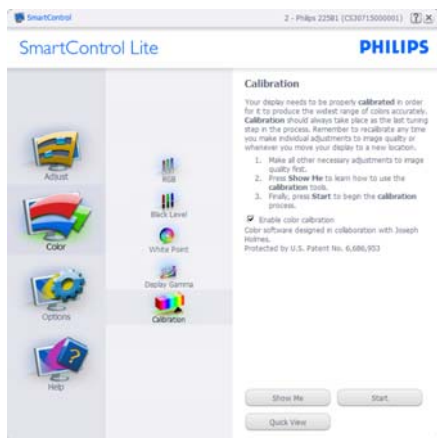 SmartControl
2 - Philips 225B1 (CS30715000001)
SmartControl Lite
PHILIPS
Adjust
Color
Options
Help
RGB
Black Level
White Point
Display Gamma
Calibration
Calibration
Your display needs to be properly calibrated in order
for it to produce the widest range of colors accurately.
Calibration should always take place as the last tuning
step in the process. Remember to recalibrate any time
you make individual adjustments to image quality or
whenever you move your display to a new location.
1. Make all other necessary adjustments to image
quality first.
2. Press Show Me to learn how to use the
calibration tools.
3. Finally, press Start to begin the calibration
process.
Enable color calibration
Color software designed in collaboration with Joseph
Holmes.
Protected by U.S. Patent No. 6,686,953
Show Me
Start
Quick View